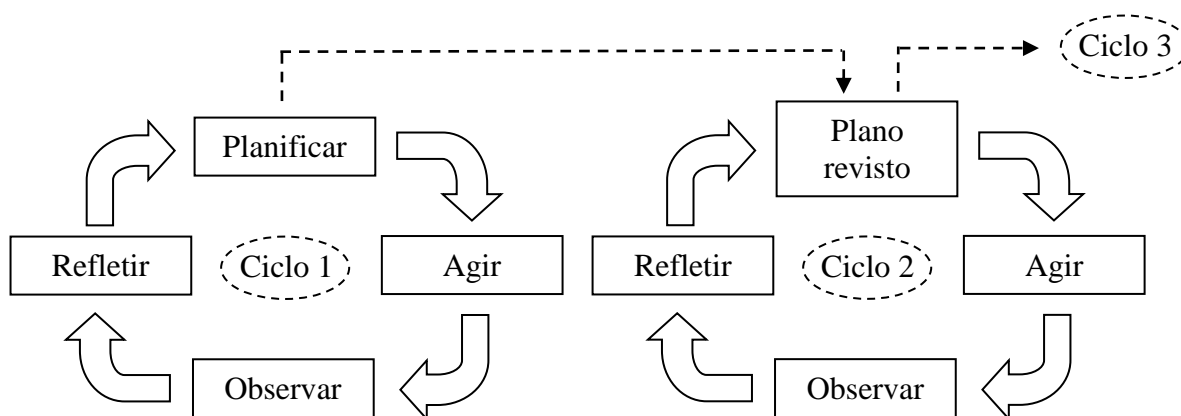 Ciclo 3
Planificar
Plano
revisto
Refletir
Ciclo 1
Agir
Refletir
Ciclo 2
Agir
Observar
Observar